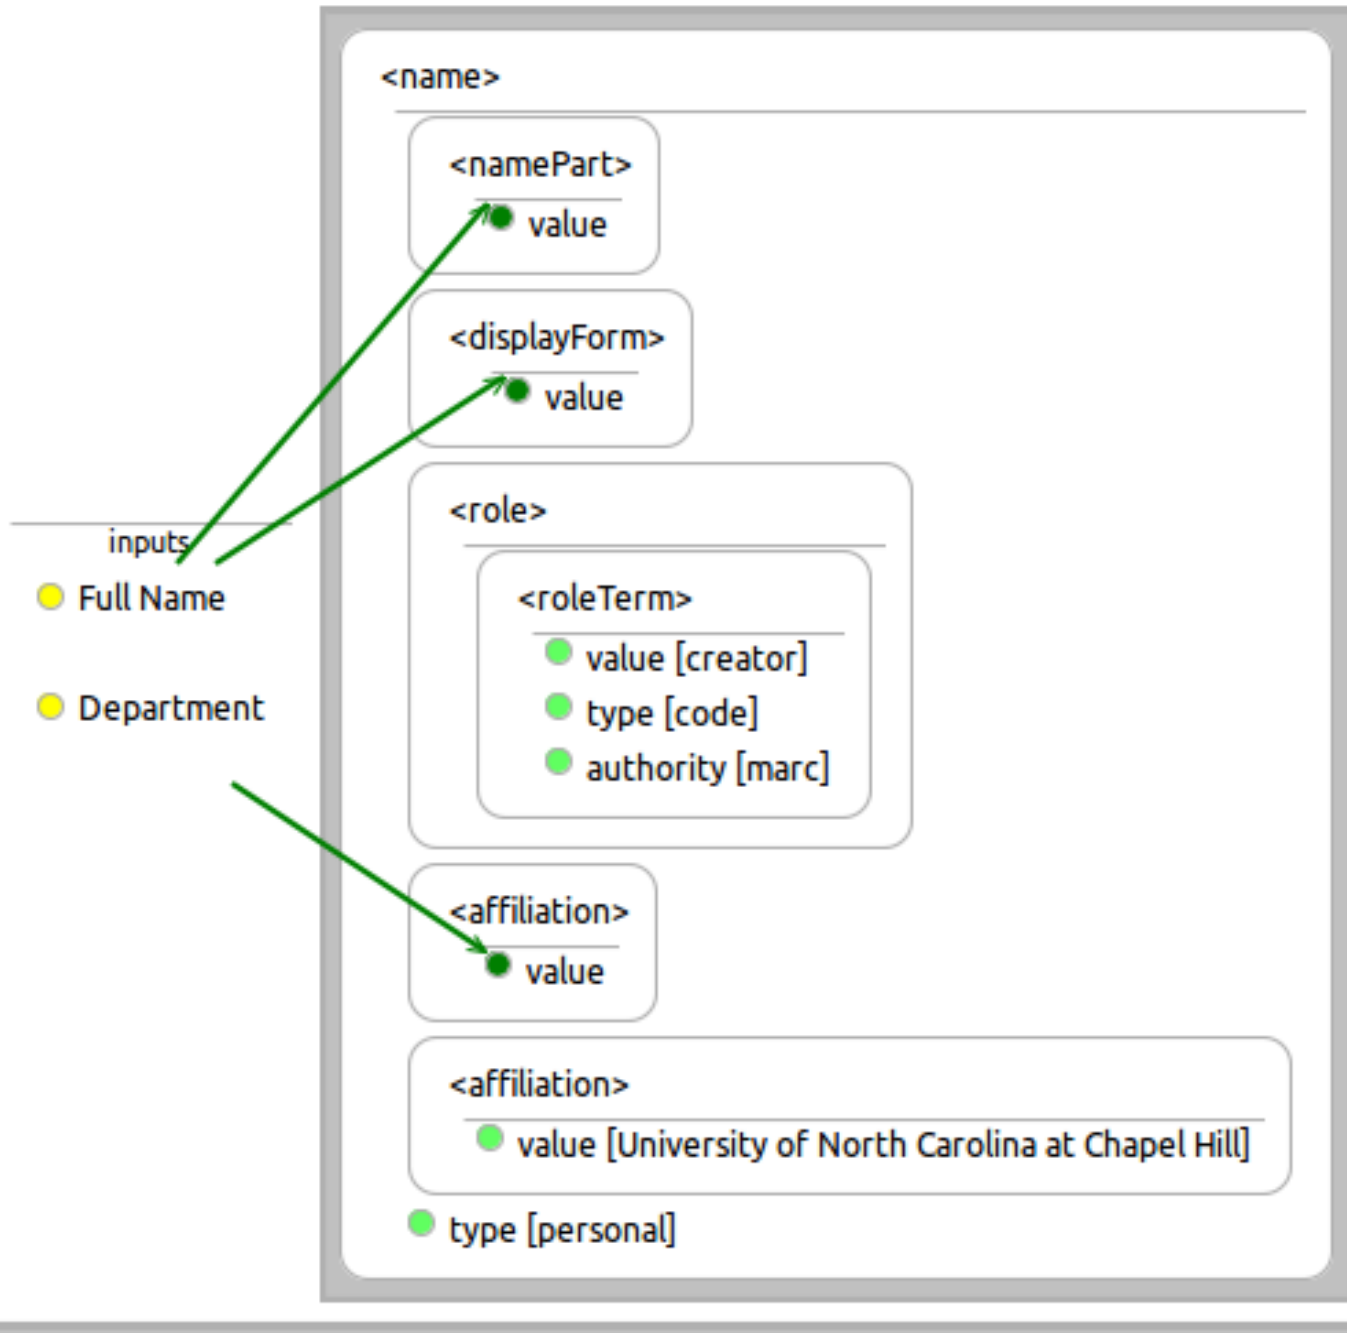 inputs
Full Name
Department
<name>
<namePart>
value
<displayForm>
value
<role>
<roleTerm>
value [creator]
type [code]
authority [marc]
<affiliation>
value
<affiliation>
value [University of North Carolina at Chapel Hill]
type [personal]